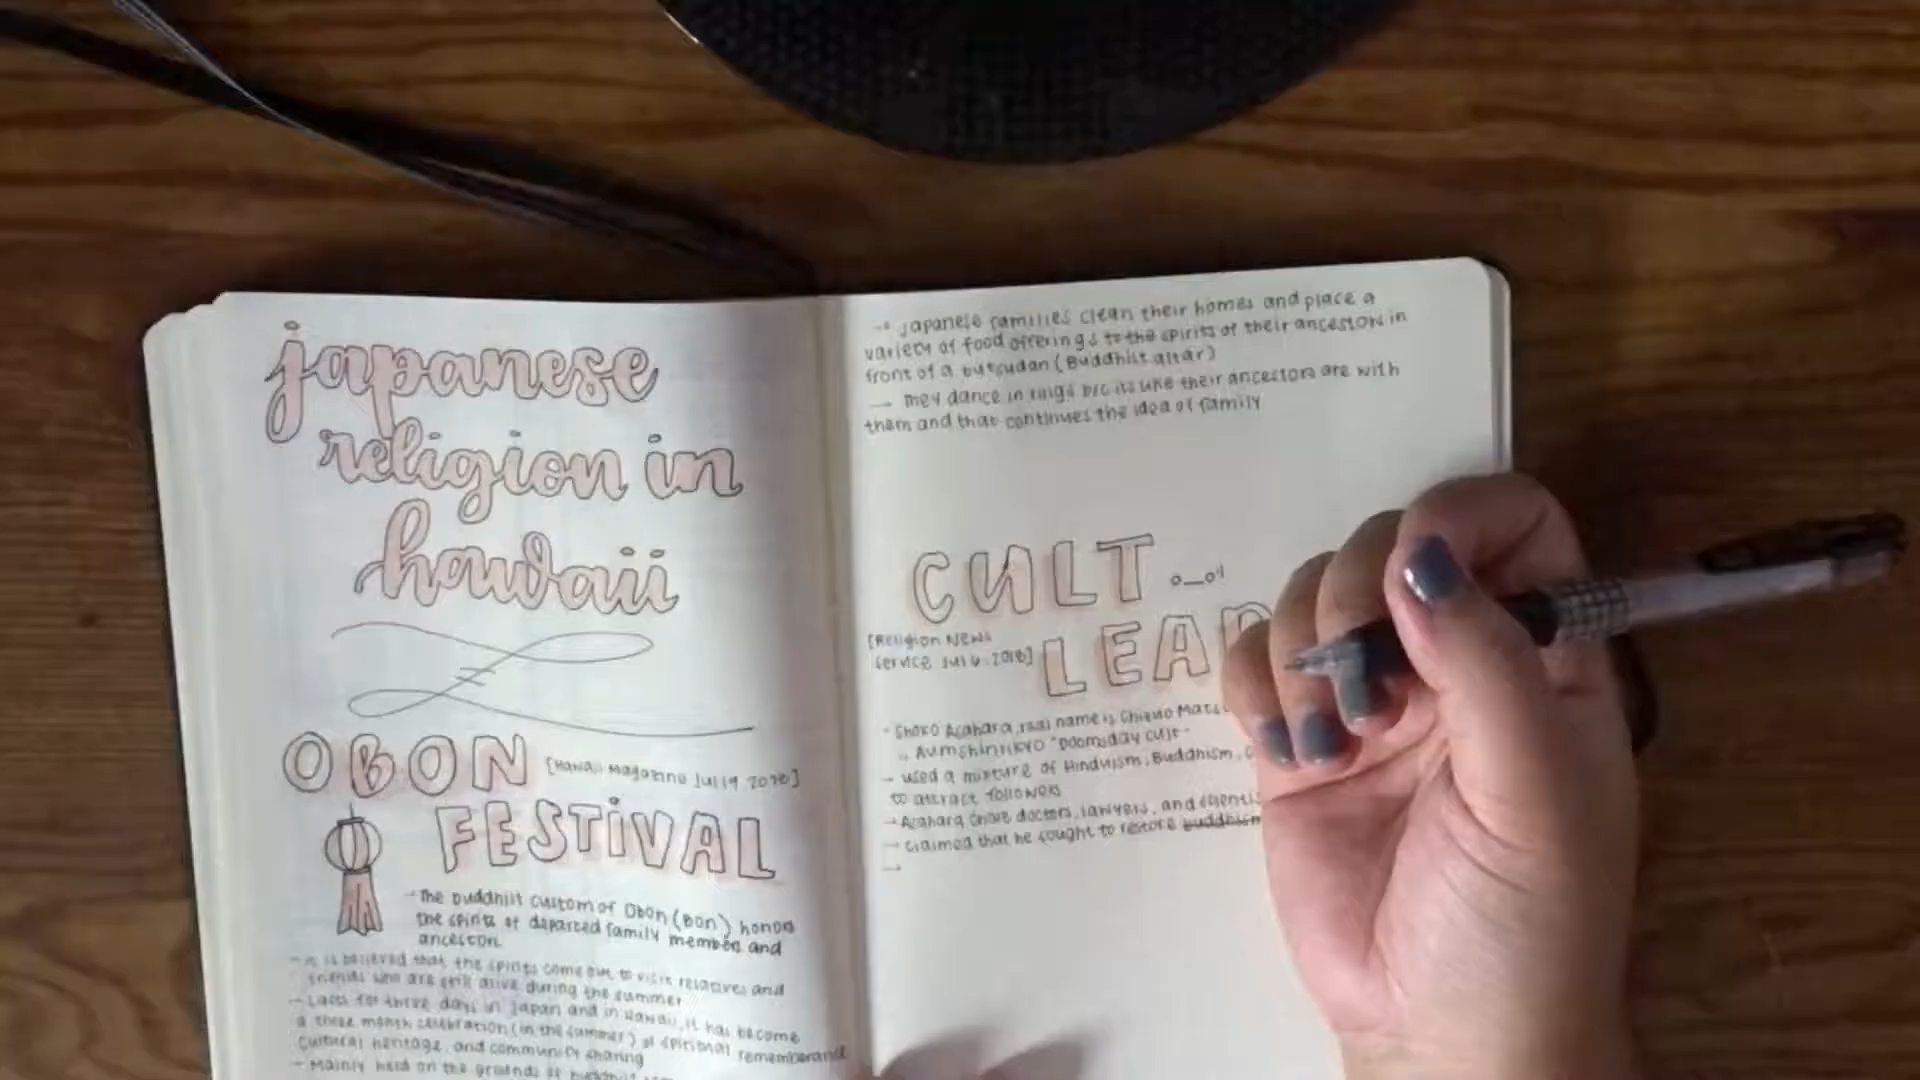 japanese
religion in
hawaii
OBON [Hawaii Magazine Jul 19 2018]
FESTIVAL
→ The buddhist custom of Obon (Bon) honors
the spirits of departed family members and
ancestors
→ it is believed that the spirits come out to visit relatives and
friends who are still alive during the summer
→ Lasts for three days in Japan and in Hawaii, it has become
a three month celebration (in the summer) of spiritual rememberance
cultural heritage, and community sharing
→ Mainly held on the grounds of buddhist
→ Japanese families clean their homes and place a
variety of food offerings to the spirits of their ancestors in
front of a butsudan (Buddhist altar)
→ They dance in rings b/c its like their ancestors are with
them and that continues the idea of family
CULT o_o
[Religion News
Service Jul 6, 2018]
LEAD
- Shoko Asahara, real name is Chizuo
Aumshinrikyo "Doomsday cult"
→ used a mixture of Hinduism, Buddhism,
to attract followers
→ Asahara chose doctors, lawyers, and
→ claimed that he sought to restore buddhism
→